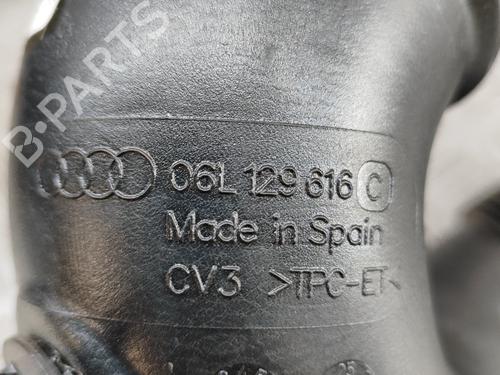 B-PARTS
06L 129 616 C
Made in Spain
CV3 >TPC-ET<